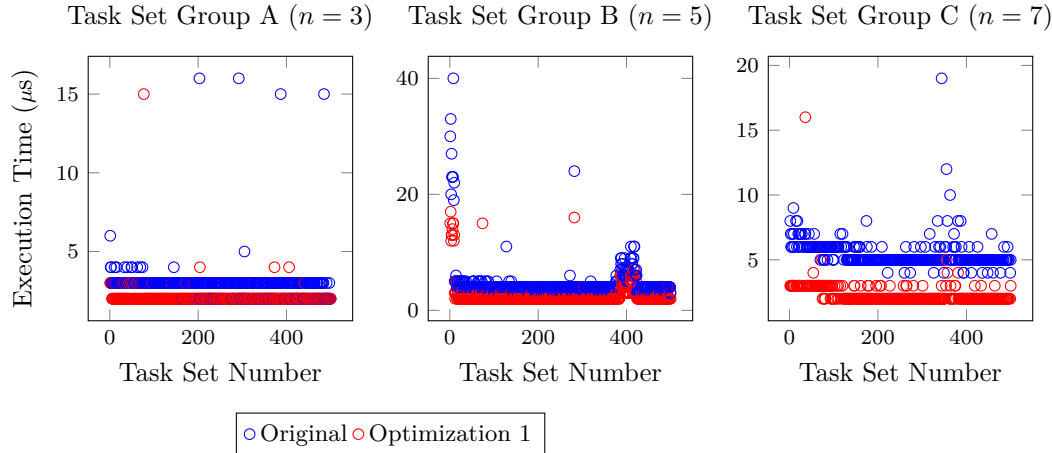 Task Set Group A (n = 3)
Task Set Group B (n = 5)
Task Set Group C (n = 7)
Execution Time (μs)
15
10
5
0
200
400
Task Set Number
40
20
0
0
200
400
Task Set Number
20
15
10
5
0
200
400
Task Set Number
Original
Optimization 1